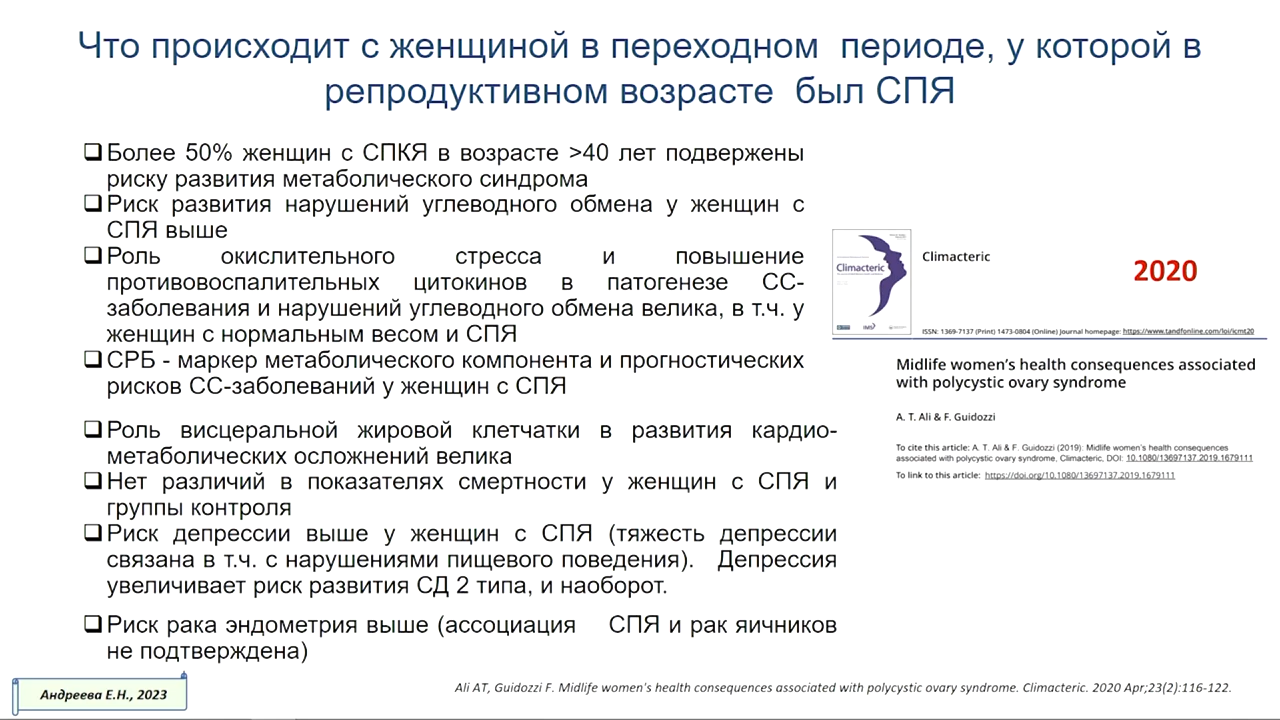 Что происходит с женщиной в переходном периоде, у которой в
репродуктивном возрасте был СПЯ
Более 50% женщин с СПКЯ в возрасте >40 лет подвержены
риску развития метаболического синдрома
Риск развития нарушений углеводного обмена у женщин с
СПЯ выше
Роль окислительного стресса и повышение
противовоспалительных цитокинов в патогенезе СС-
заболевания и нарушений углеводного обмена велика, в т.ч. у
женщин с нормальным весом и СПЯ
СРБ - маркер метаболического компонента и прогностических
рисков СС-заболеваний у женщин с СПЯ
Роль висцеральной жировой клетчатки в развития кардио-
метаболических осложнений велика
Нет различий в показателях смертности у женщин с СПЯ и
группы контроля
Риск депрессии выше у женщин с СПЯ (тяжесть депрессии
связана в т.ч. с нарушениями пищевого поведения). Депрессия
увеличивает риск развития СД 2 типа, и наоборот.
Риск рака эндометрия выше (ассоциация СПЯ и рак яичников
не подтверждена)
Climacteric
Climacteric
2020
ISSN: 1369-7137 (Print) 1473-0804 (Online) Journal homepage: https://www.tandfonline.com/loi/icmt20
Midlife women's health consequences associated
with polycystic ovary syndrome
A. T. Ali & F. Guidozzi
To cite this article: A. T. Ali & F. Guidozzi (2019): Midlife women's health consequences
associated with polycystic ovary syndrome, Climacteric, DOI: 10.1080/13697137.2019.1679111
To link to this article: https://doi.org/10.1080/13697137.2019.1679111
Андреева Е.Н., 2023
Ali AT, Guidozzi F. Midlife women's health consequences associated with polycystic ovary syndrome. Climacteric. 2020 Apr;23(2):116-122.